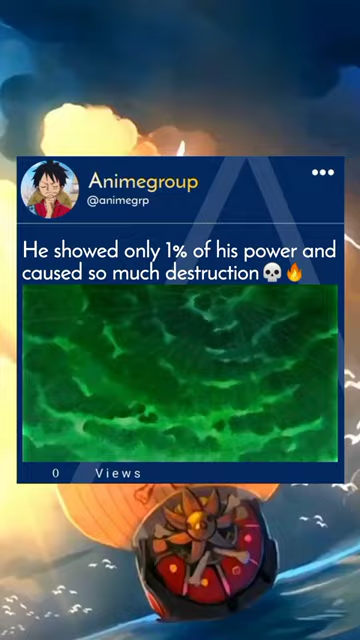 Animegroup
@animegrp
He showed only 1% of his power and
caused so much destruction💀🔥
0 Views